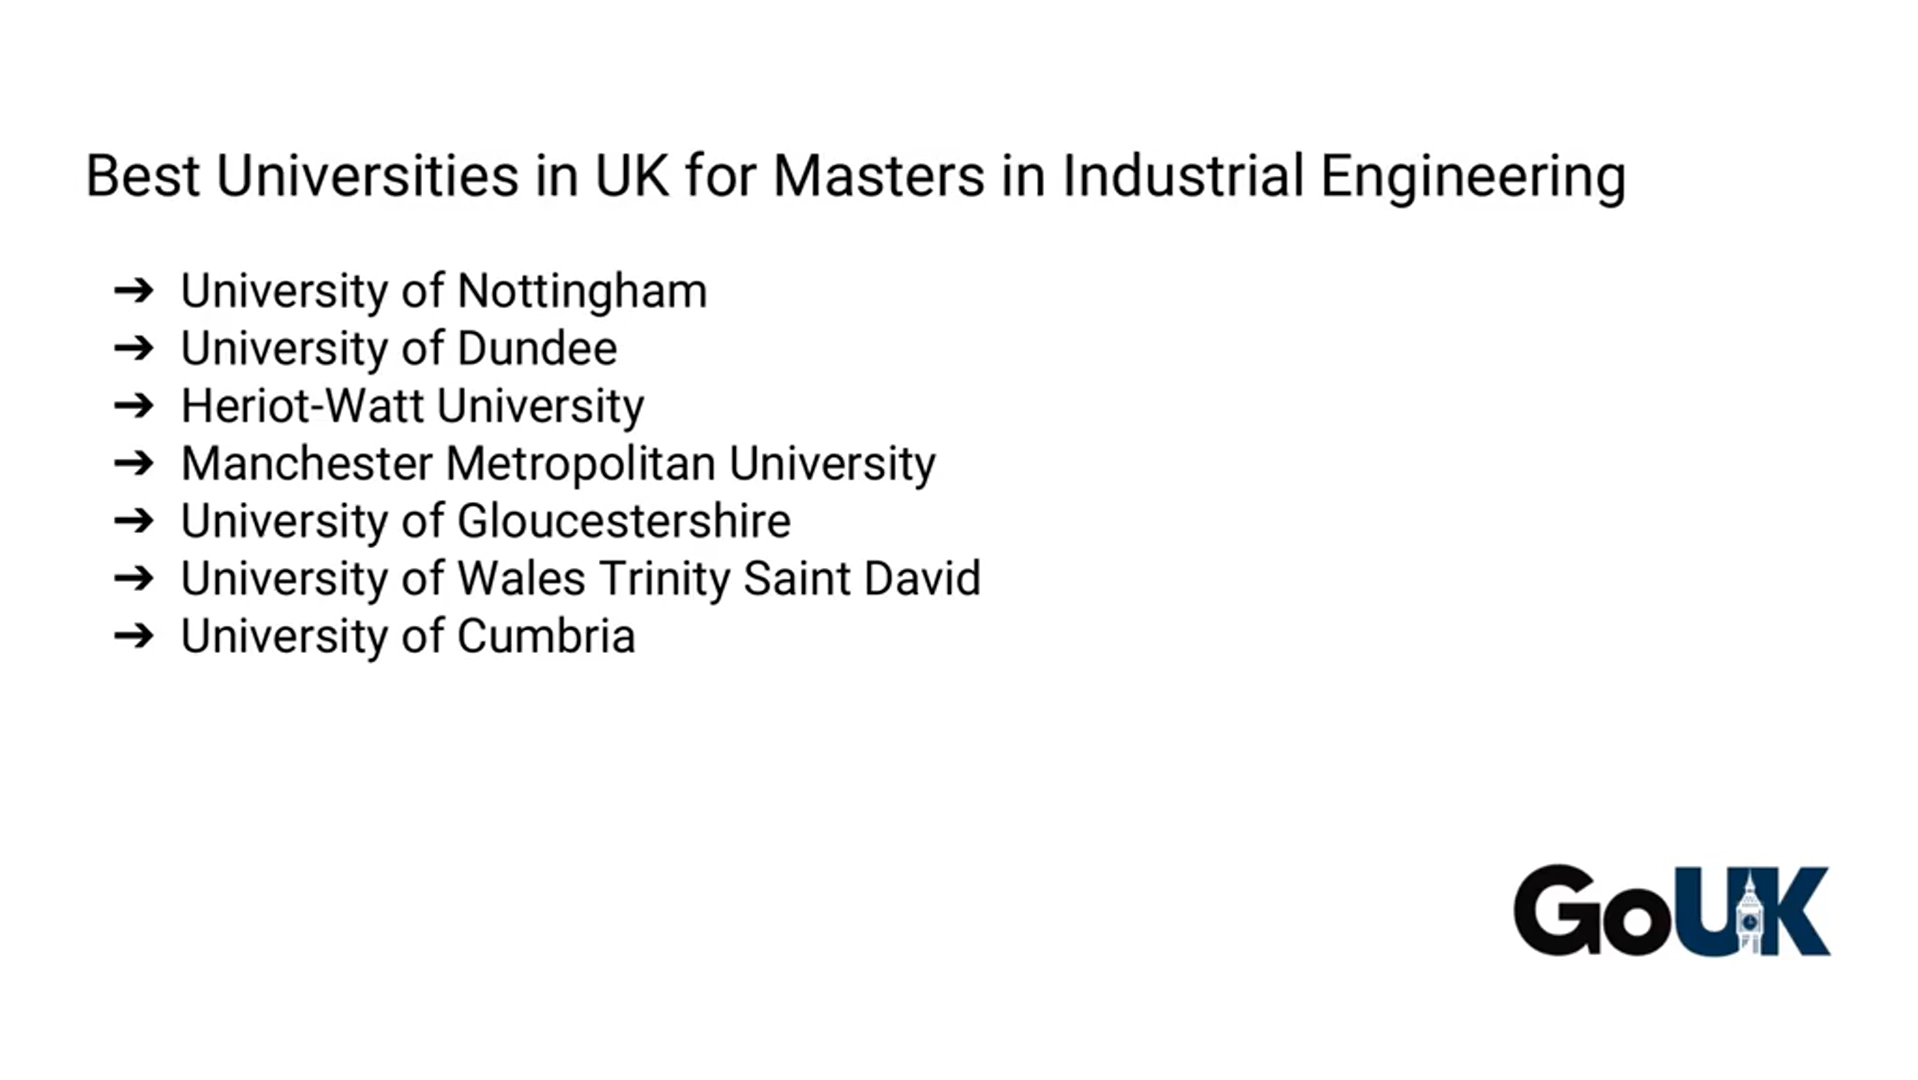 Best Universities in UK for Masters in Industrial Engineering
➔ University of Nottingham
➔ University of Dundee
➔ Heriot-Watt University
➔ Manchester Metropolitan University
➔ University of Gloucestershire
➔ University of Wales Trinity Saint David
➔ University of Cumbria
GoUK